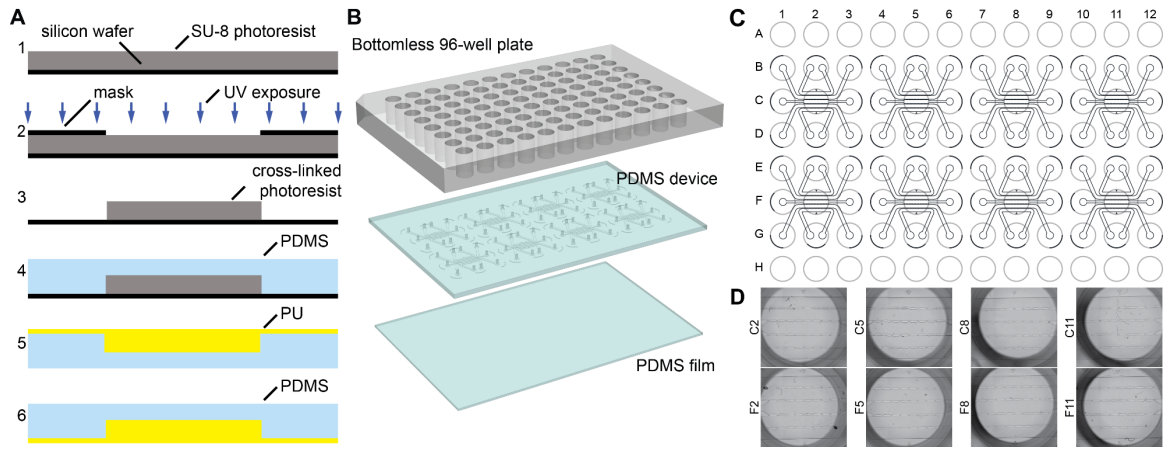 A
silicon wafer
SU-8 photoresist
1
mask
UV exposure
2
cross-linked
photoresist
3
PDMS
4
PU
5
PDMS
6
B
Bottomless 96-well plate
PDMS device
PDMS film
C
1 2 3 4 5 6 7 8 9 10 11 12
A
B
C
D
E
F
G
H
D
C2
C5
C8
C11
F2
F5
F8
F11